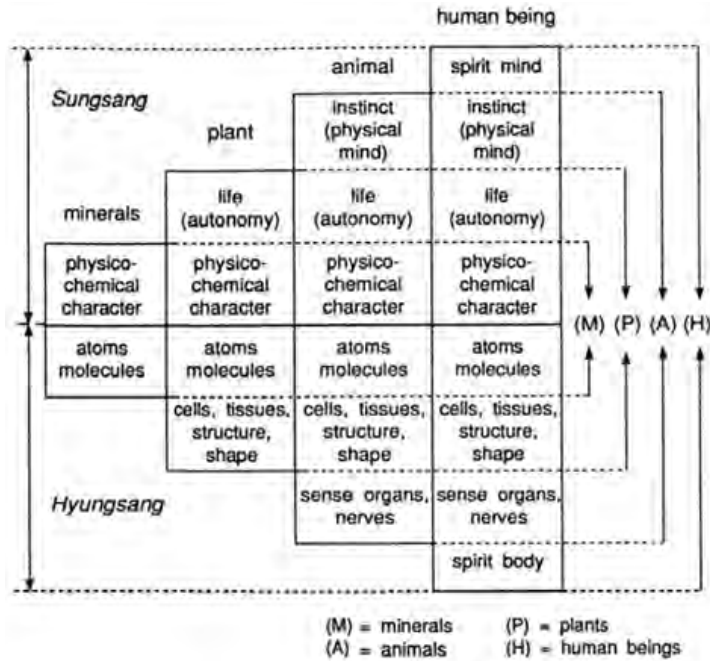 human being
Sungsang
animal
spirit mind
plant
instinct
(physical
mind)
instinct
(physical
mind)
minerals
life
(autonomy)
life
(autonomy)
life
(autonomy)
physico-
chemical
character
physico-
chemical
character
physico-
chemical
character
physico-
chemical
character
(M) (P) (A) (H)
atoms
molecules
atoms
molecules
atoms
molecules
atoms
molecules
cells, tissues,
structure,
shape
cells, tissues,
structure,
shape
cells, tissues,
structure,
shape
Hyungsang
sense organs,
nerves
sense organs,
nerves
spirit body
(M) = minerals (P) = plants
(A) = animals (H) = human beings